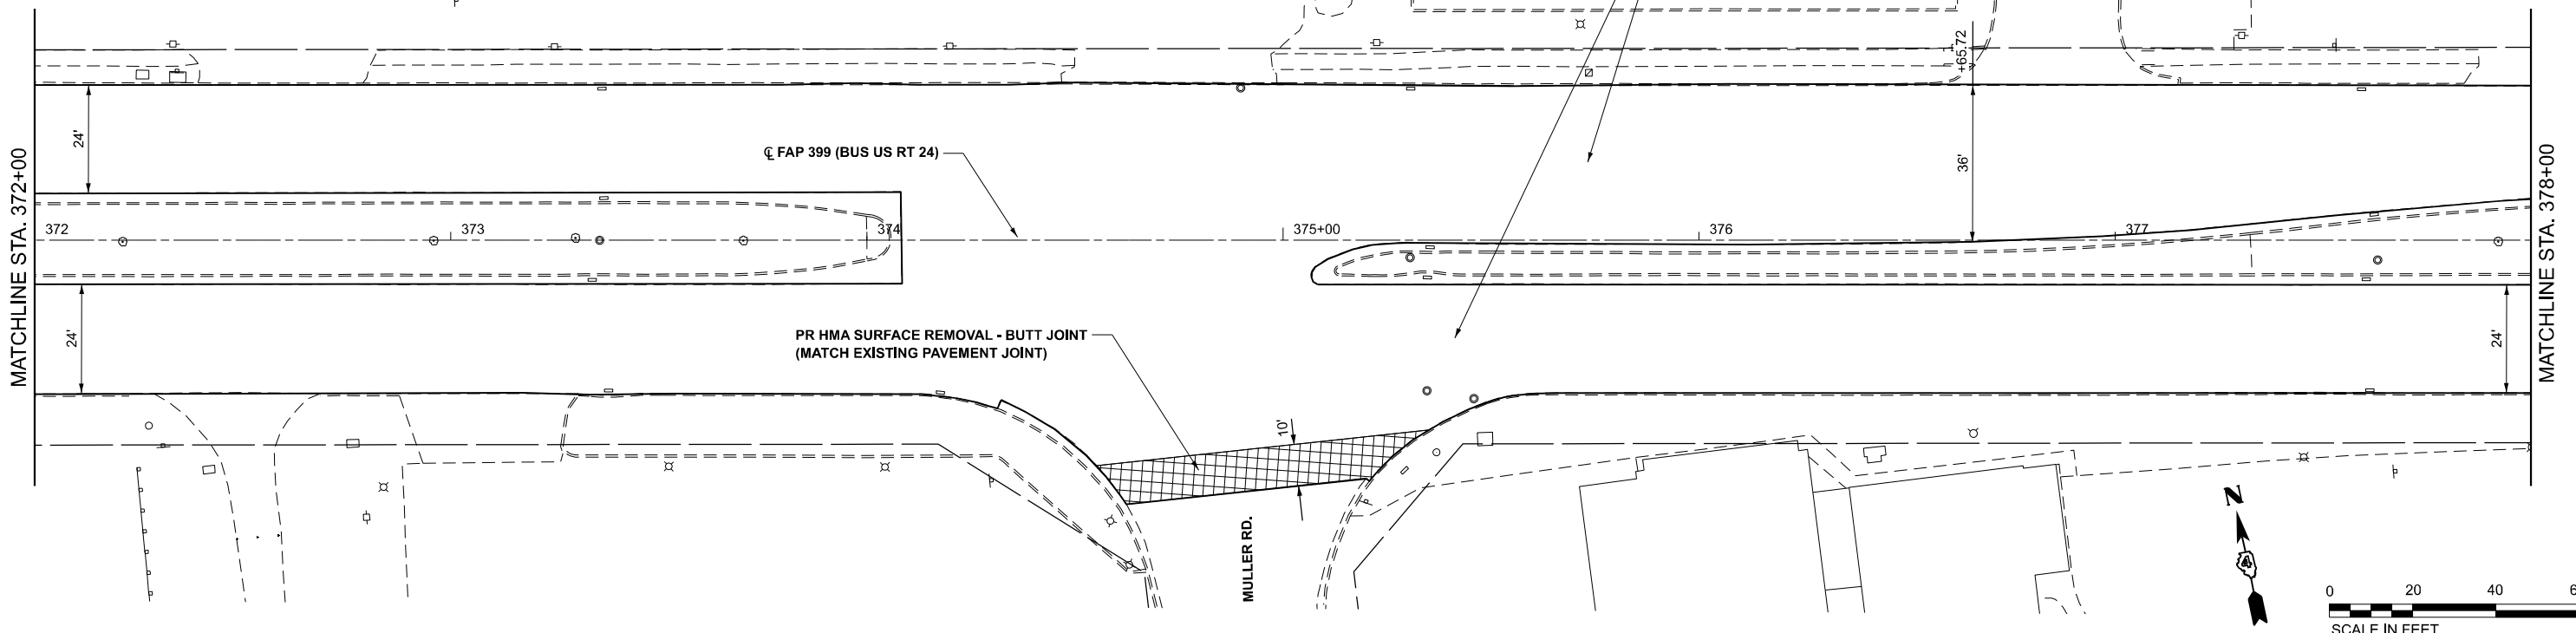 +65.72
24'
MATCHLINE STA. 372+00
MATCHLINE STA. 378+00
℄ FAP 399 (BUS US RT 24)
36'
372
373
374
375+00
376
377
24'
PR HMA SURFACE REMOVAL - BUTT JOINT
(MATCH EXISTING PAVEMENT JOINT)
24'
10'
MULLER RD.
N
4
0 20 40
SCALE IN FEET